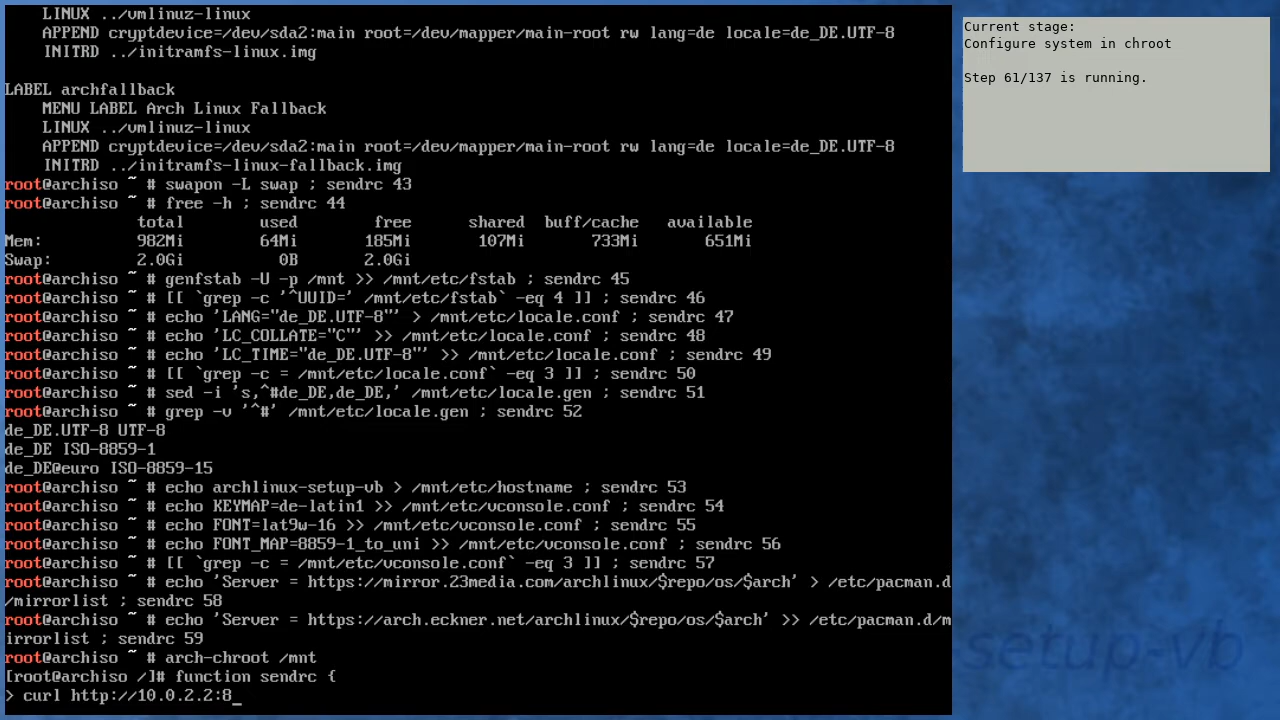 LINUX ../vmlinuz-linux
APPEND cryptdevice=/dev/sda2:main root=/dev/mapper/main-root rw lang=de locale=de_DE.UTF-8
INITRD ../initramfs-linux.img
LABEL archfallback
MENU LABEL Arch Linux Fallback
LINUX ../vmlinuz-linux
APPEND cryptdevice=/dev/sda2:main root=/dev/mapper/main-root rw lang=de locale=de_DE.UTF-8
INITRD ../initramfs-linux-fallback.img
root@archiso ~ # swapon -L swap ; sendrc 43
root@archiso ~ # free -h ; sendrc 44
total used free shared buff/cache available
Mem: 982Mi 64Mi 185Mi 107Mi 733Mi 651Mi
Swap: 2.0Gi 0B 2.0Gi
root@archiso ~ # genfstab -U -p /mnt >> /mnt/etc/fstab ; sendrc 45
root@archiso ~ # [[ `grep -c '^UUID=' /mnt/etc/fstab` -eq 4 ]] ; sendrc 46
root@archiso ~ # echo 'LANG="de_DE.UTF-8"' > /mnt/etc/locale.conf ; sendrc 47
root@archiso ~ # echo 'LC_COLLATE="C"' >> /mnt/etc/locale.conf ; sendrc 48
root@archiso ~ # echo 'LC_TIME="de_DE.UTF-8"' >> /mnt/etc/locale.conf ; sendrc 49
root@archiso ~ # [[ `grep -c = /mnt/etc/locale.conf` -eq 3 ]] ; sendrc 50
root@archiso ~ # sed -i 's,^#de_DE,de_DE,' /mnt/etc/locale.gen ; sendrc 51
root@archiso ~ # grep -v '^#' /mnt/etc/locale.gen ; sendrc 52
de_DE.UTF-8 UTF-8
de_DE ISO-8859-1
de_DE@euro ISO-8859-15
root@archiso ~ # echo archlinux-setup-vb > /mnt/etc/hostname ; sendrc 53
root@archiso ~ # echo KEYMAP=de-latin1 >> /mnt/etc/vconsole.conf ; sendrc 54
root@archiso ~ # echo FONT=lat9w-16 >> /mnt/etc/vconsole.conf ; sendrc 55
root@archiso ~ # echo FONT_MAP=8859-1_to_uni >> /mnt/etc/vconsole.conf ; sendrc 56
root@archiso ~ # [[ `grep -c = /mnt/etc/vconsole.conf` -eq 3 ]] ; sendrc 57
root@archiso ~ # echo 'Server = https://mirror.23media.com/archlinux/$repo/os/$arch' > /etc/pacman.d
/mirrorlist ; sendrc 58
root@archiso ~ # echo 'Server = https://arch.eckner.net/archlinux/$repo/os/$arch' >> /etc/pacman.d/m
irrorlist ; sendrc 59
root@archiso ~ # arch-chroot /mnt
[root@archiso /]# function sendrc {
> curl http://10.0.2.2:8_
Current stage:
Configure system in chroot
Step 61/137 is running.
setup-vb